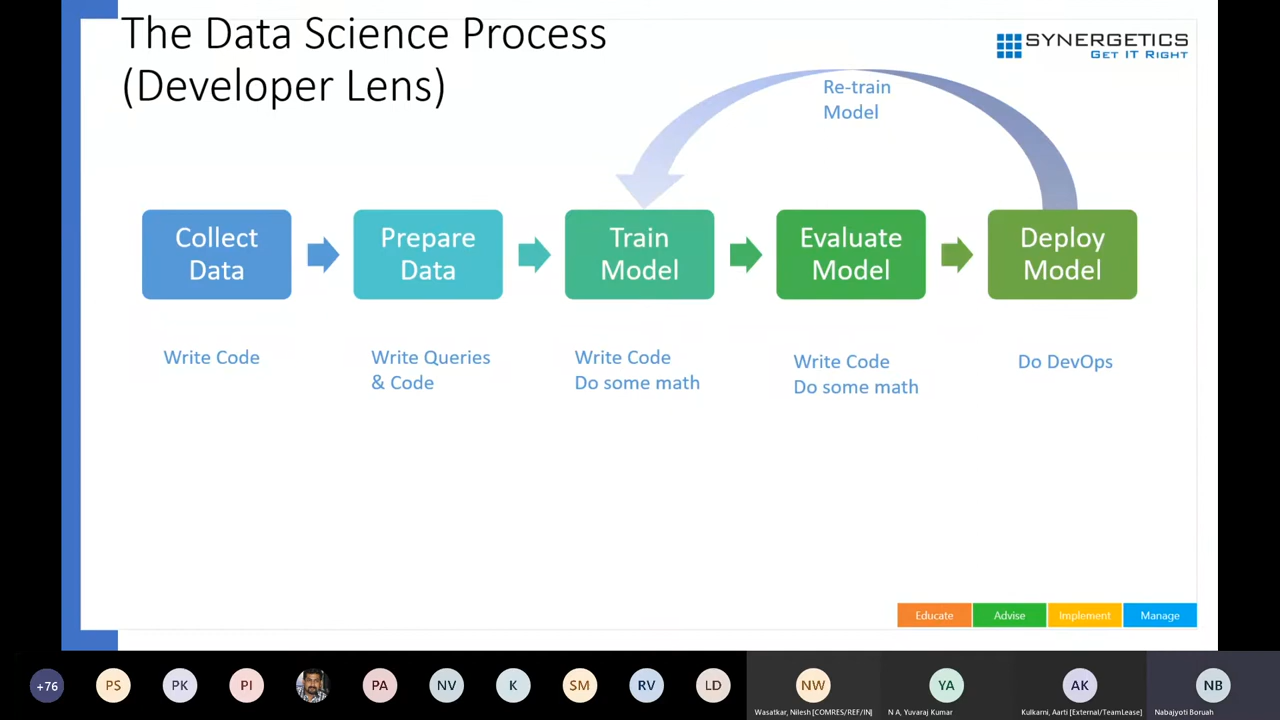 The Data Science Process
(Developer Lens)
SYNERGETICS
GET IT RIGHT
Re-train
Model
Collect
Data
Prepare
Data
Train
Model
Evaluate
Model
Deploy
Model
Write Code
Write Queries
& Code
Write Code
Do some math
Write Code
Do some math
Do DevOps
Educate
Advise
Implement
Manage
+76
PS
PK
PI
PA
NV
K
SM
RV
LD
NW
YA
AK
NB
Wasatkar, Nilesh [COMRES/REF/IN]
N A, Yuvaraj Kumar
Kulkarni, Aarti [External/TeamLease]
Nabajyoti Boruah